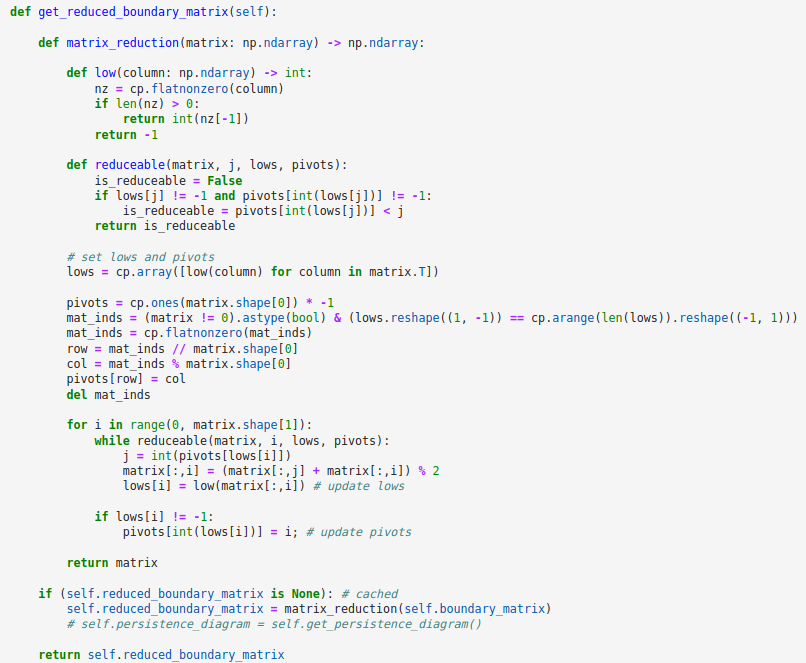 def get_reduced_boundary_matrix(self):
def matrix_reduction(matrix: np.ndarray) -> np.ndarray:
def low(column: np.ndarray) -> int:
nz = cp.flatnonzero(column)
if len(nz) > 0:
return int(nz[-1])
return -1
def reduceable(matrix, j, lows, pivots):
is_reduceable = False
if lows[j] != -1 and pivots[int(lows[j])] != -1:
is_reduceable = pivots[int(lows[j])] < j
return is_reduceable
# set lows and pivots
lows = cp.array([low(column) for column in matrix.T])
pivots = cp.ones(matrix.shape[0]) * -1
mat_inds = (matrix != 0).astype(bool) & (lows.reshape((1, -1)) == cp.arange(len(lows)).reshape((-1, 1)))
mat_inds = cp.flatnonzero(mat_inds)
row = mat_inds // matrix.shape[0]
col = mat_inds % matrix.shape[0]
pivots[row] = col
del mat_inds
for i in range(0, matrix.shape[1]):
while reduceable(matrix, i, lows, pivots):
j = int(pivots[lows[i]])
matrix[:,i] = (matrix[:,j] + matrix[:,i]) % 2
lows[i] = low(matrix[:,i]) # update lows
if lows[i] != -1:
pivots[int(lows[i])] = i; # update pivots
return matrix
if (self.reduced_boundary_matrix is None): # cached
self.reduced_boundary_matrix = matrix_reduction(self.boundary_matrix)
# self.persistence_diagram = self.get_persistence_diagram()
return self.reduced_boundary_matrix